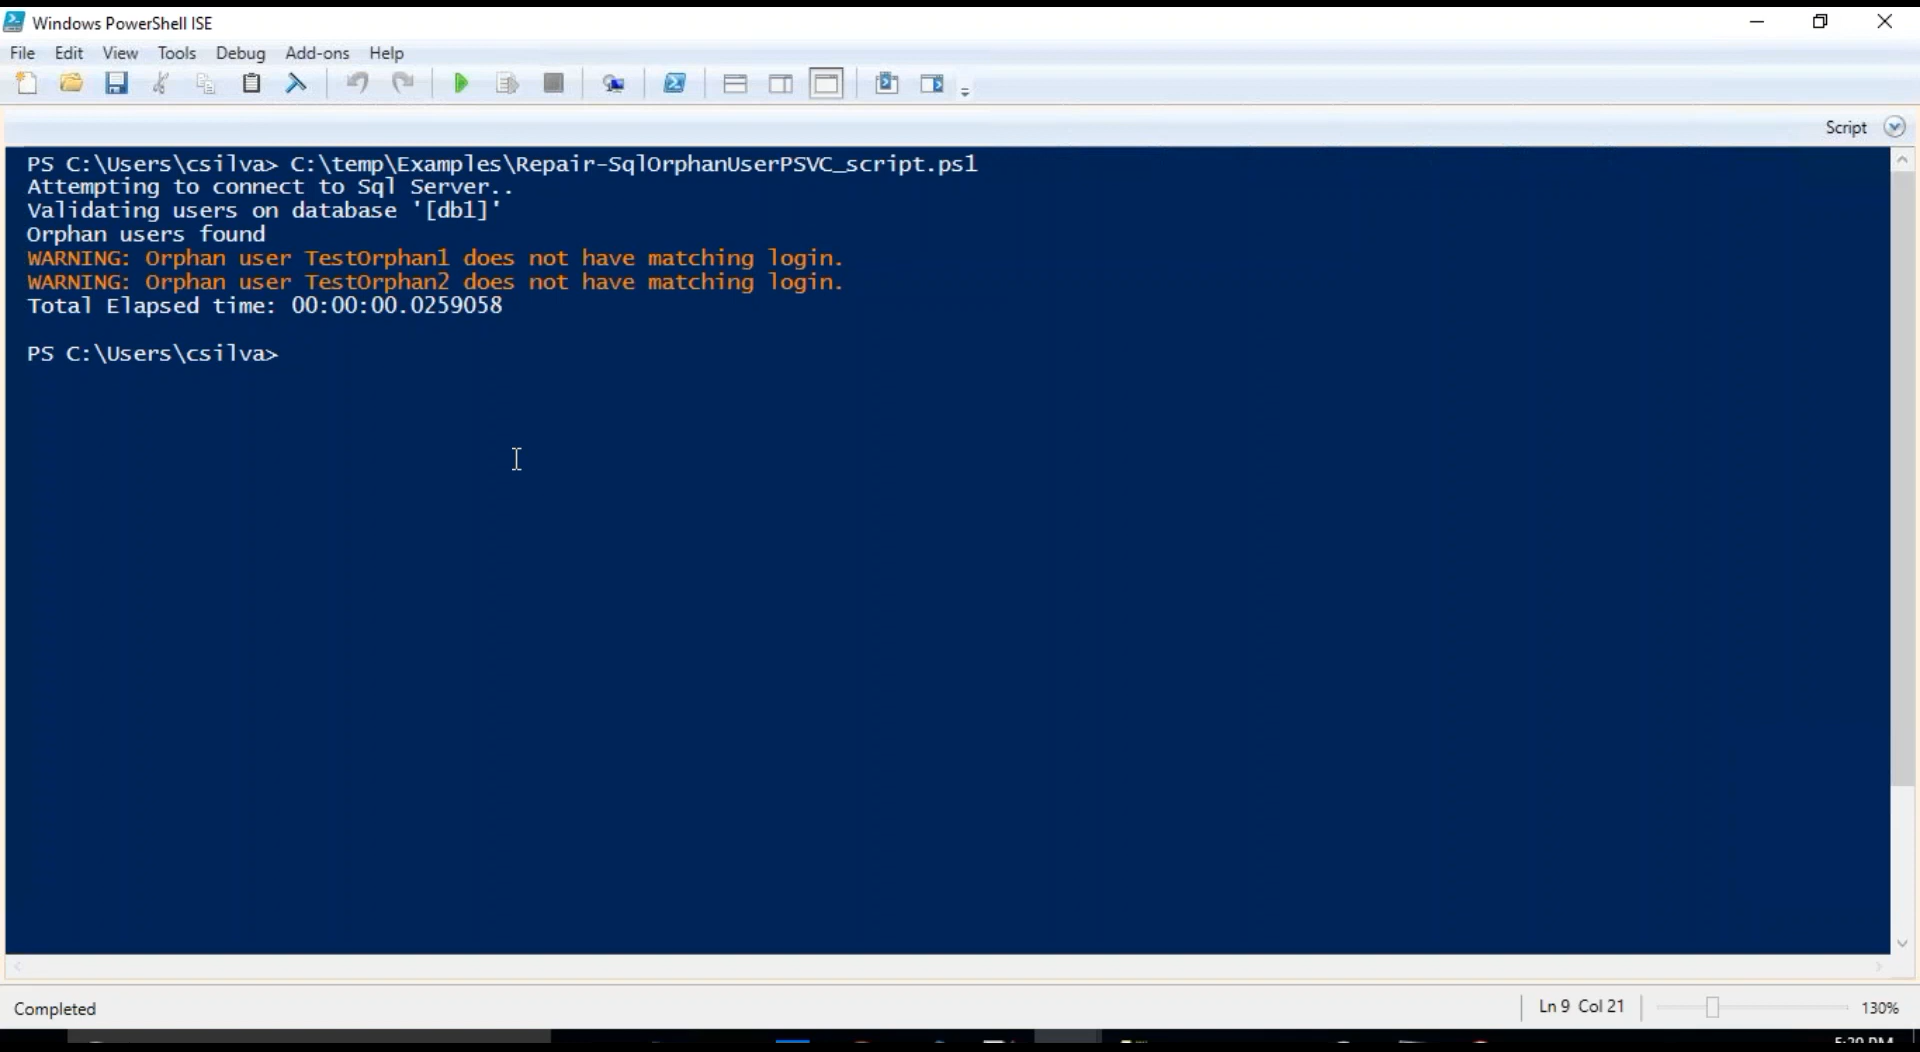 Windows PowerShell ISE
File Edit View Tools Debug Add-ons Help
Script
PS C:\Users\csilva> C:\temp\Examples\Repair-SqlOrphanUserPSVC_script.ps1
Attempting to connect to Sql Server..
Validating users on database '[db1]'
Orphan users found
WARNING: Orphan user TestOrphan1 does not have matching login.
WARNING: Orphan user TestOrphan2 does not have matching login.
Total Elapsed time: 00:00:00.0259058
PS C:\Users\csilva>
Completed
Ln 9 Col 21
130%